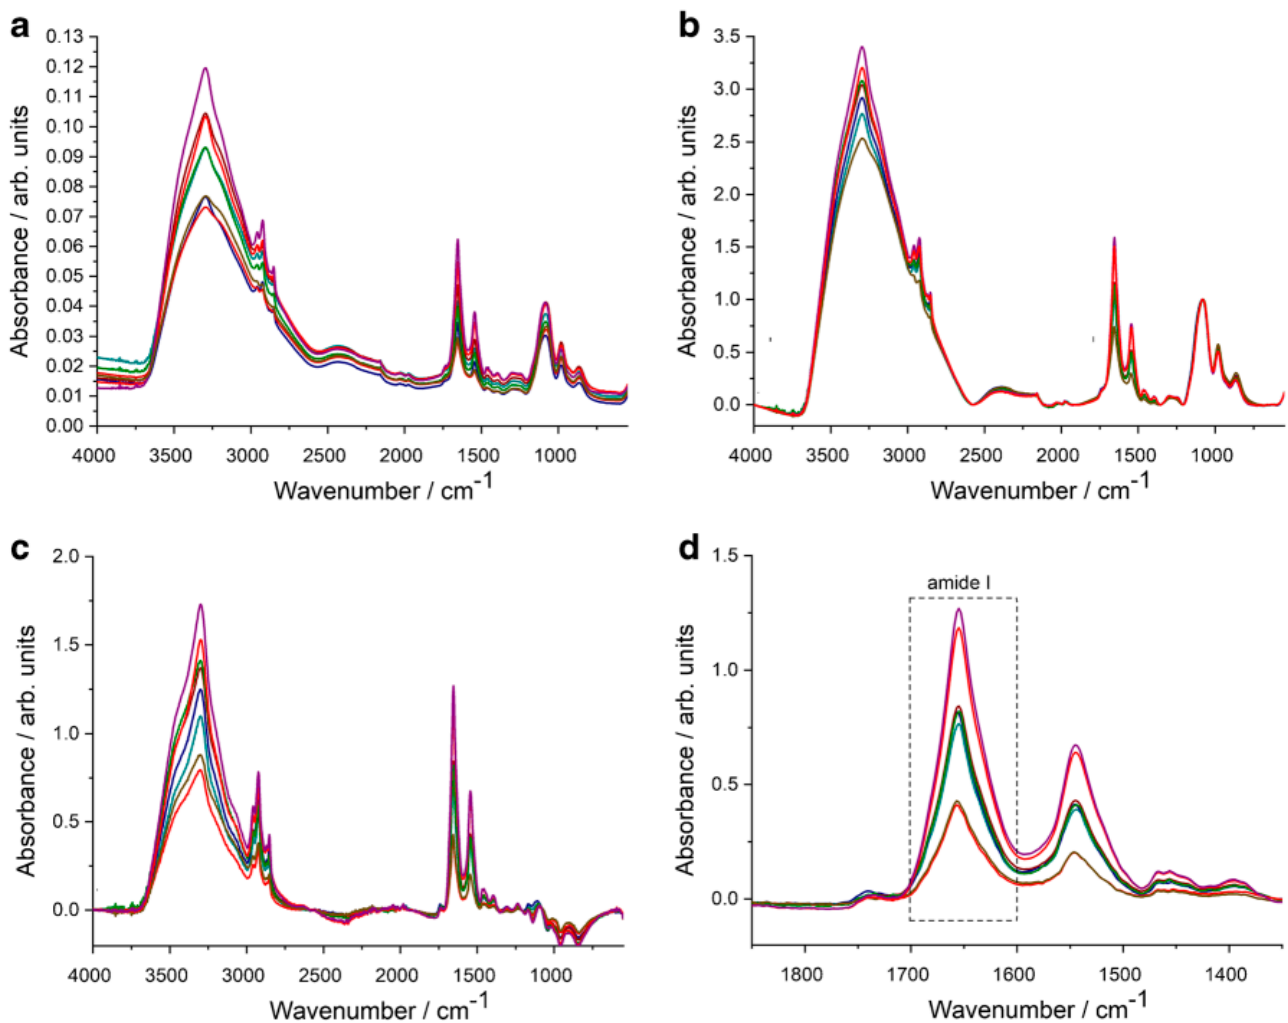 a
0.13
0.12
0.11
0.10
0.09
0.08
0.07
0.06
0.05
0.04
0.03
0.02
0.01
0.00
Absorbance / arb. units
4000 3500 3000 2500 2000 1500 1000
Wavenumber / cm-1
b
3.5
3.0
2.5
2.0
1.5
1.0
0.5
0.0
Absorbance / arb. units
4000 3500 3000 2500 2000 1500 1000
Wavenumber / cm-1
c
2.0
1.5
1.0
0.5
0.0
Absorbance / arb. units
4000 3500 3000 2500 2000 1500 1000
Wavenumber / cm-1
d
1.5
1.0
0.5
0.0
Absorbance / arb. units
amide I
1800 1700 1600 1500 1400
Wavenumber / cm-1